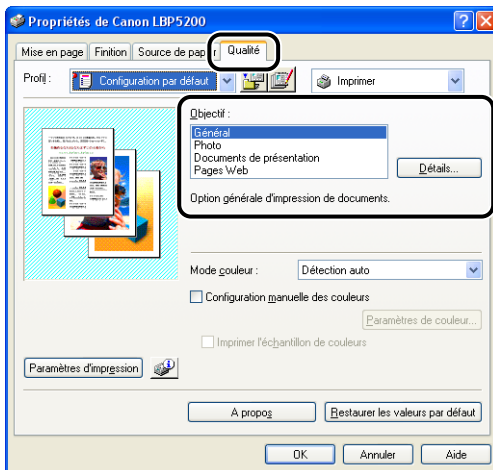 Propriétés de Canon LBP5200
Mise en page Finition Source de papier Qualité
Profil : Configuration par défaut Imprimer
Objectif :
Général
Photo
Documents de présentation
Pages Web
Détails...
Option générale d'impression de documents.
Mode couleur : Détection auto
Configuration manuelle des couleurs
Paramètres de couleur...
Imprimer l'échantillon de couleurs
Paramètres d'impression
A propos Restaurer les valeurs par défaut
OK Annuler Aide